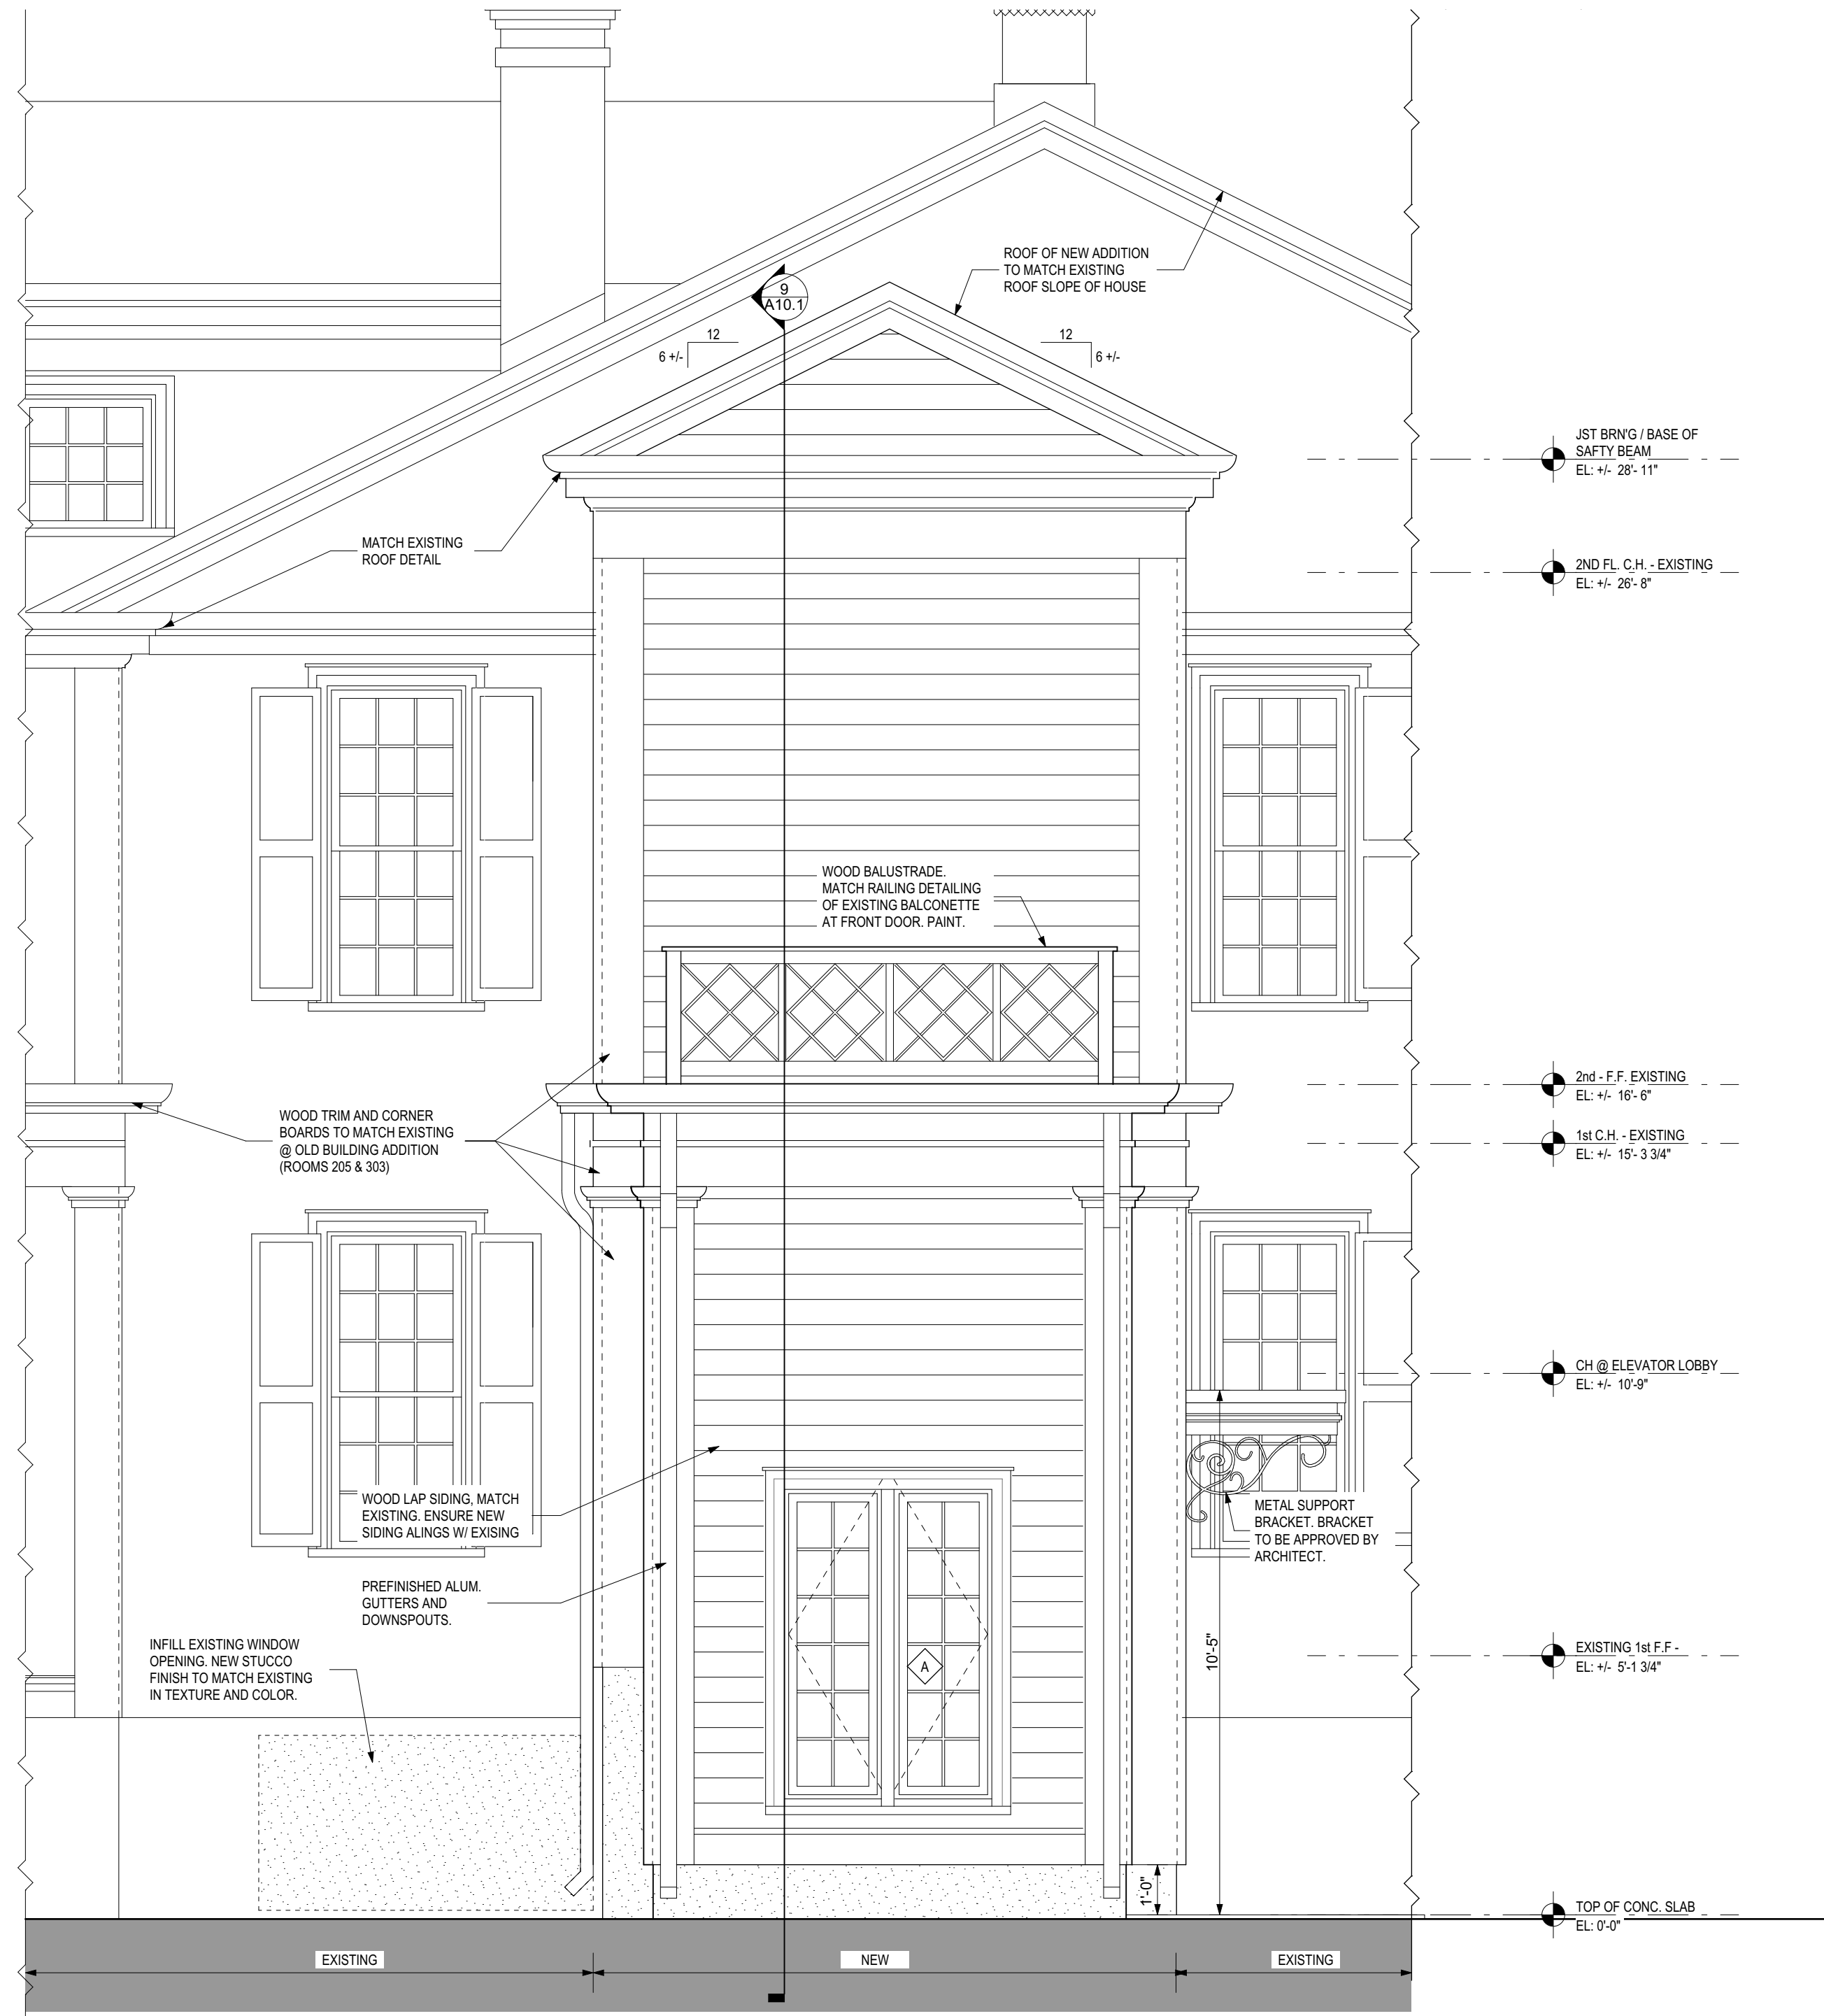 ROOF OF NEW ADDITION
TO MATCH EXISTING
ROOF SLOPE OF HOUSE
9
A10.1
12
6 +/-
12
6 +/-
JST BRN'G / BASE OF
SAFTY BEAM
EL: +/- 28'- 11"
MATCH EXISTING
ROOF DETAIL
2ND FL. C.H. - EXISTING
EL: +/- 26'- 8"
WOOD BALUSTRADE.
MATCH RAILING DETAILING
OF EXISTING BALCONETTE
AT FRONT DOOR. PAINT.
2nd - F.F. EXISTING
EL: +/- 16'- 6"
WOOD TRIM AND CORNER
BOARDS TO MATCH EXISTING
@ OLD BUILDING ADDITION
(ROOMS 205 & 303)
1st C.H. - EXISTING
EL: +/- 15'- 3 3/4"
CH @ ELEVATOR LOBBY
EL: +/- 10'-9"
WOOD LAP SIDING, MATCH
EXISTING. ENSURE NEW
SIDING ALINGS W/ EXISING
METAL SUPPORT
BRACKET. BRACKET
TO BE APPROVED BY
ARCHITECT.
PREFINISHED ALUM.
GUTTERS AND
DOWNSPOUTS.
INFILL EXISTING WINDOW
OPENING. NEW STUCCO
FINISH TO MATCH EXISTING
IN TEXTURE AND COLOR.
A
10'-5"
EXISTING 1st F.F -
EL: +/- 5'-1 3/4"
1'-0"
TOP OF CONC. SLAB
EL: 0'-0"
EXISTING
NEW
EXISTING